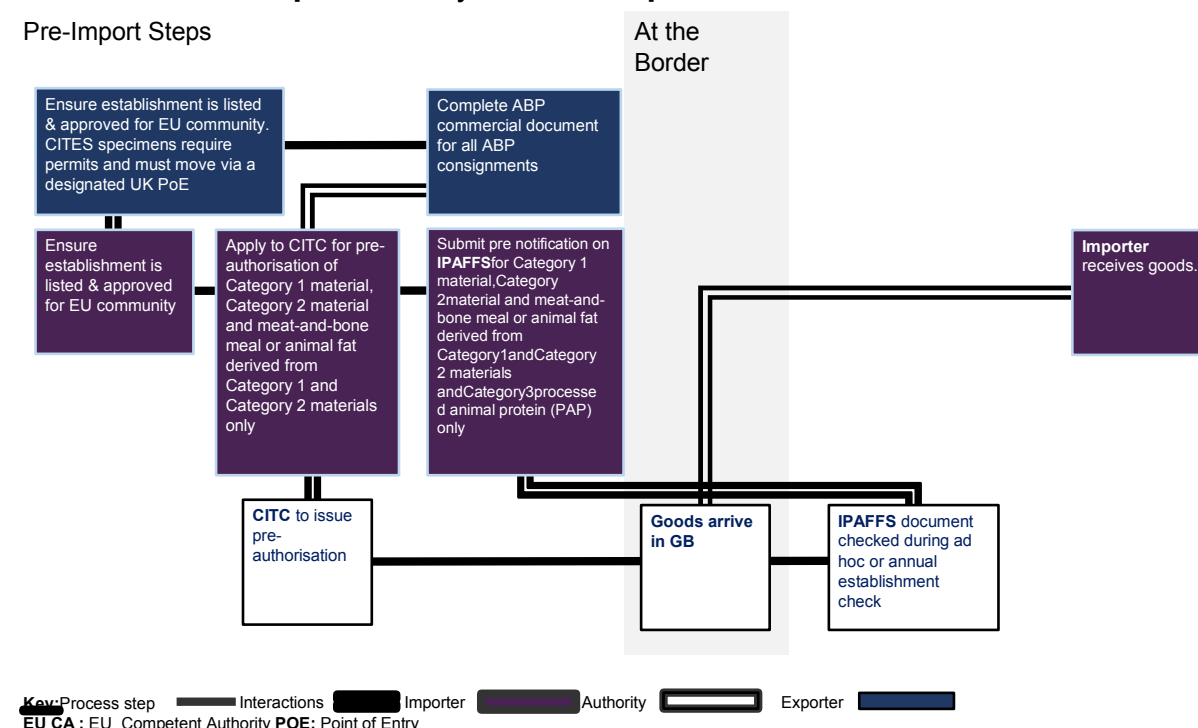 Pre-Import Steps
At the
Border
Ensure establishment is listed
& approved for EU community.
CITES specimens require
permits and must move via a
designated UK PoE
Complete ABP
commercial document
for all ABP
consignments
Ensure
establishment is
listed & approved
for EU community
Apply to CITC for pre-
authorisation of
Category 1 material,
Category 2 material
and meat-and-bone
meal or animal fat
derived from
Category 1 and
Category 2 materials
only
Submit pre notification on
IPAFFSfor Category 1
material,Category
2material and meat-and-
bone meal or animal fat
derived from
Category1andCategory
2 materials
andCategory3processe
d animal protein (PAP)
only
Importer
receives goods.
CITC to issue
pre-
authorisation
Goods arrive
in GB
IPAFFS document
checked during ad
hoc or annual
establishment
check
Key:Process step Interactions Importer Authority Exporter
EU CA : EU Competent Authority POE: Point of Entry